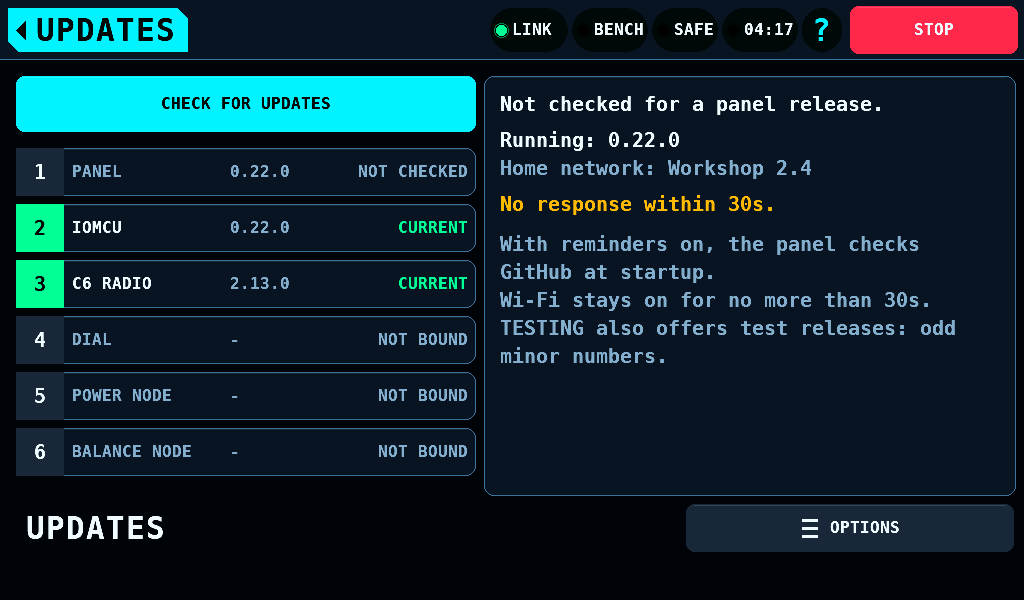 UPDATES
LINK
BENCH
SAFE
04:17
?
STOP
CHECK FOR UPDATES
1 PANEL 0.22.0 NOT CHECKED
2 IOMCU 0.22.0 CURRENT
3 C6 RADIO 2.13.0 CURRENT
4 DIAL - NOT BOUND
5 POWER NODE - NOT BOUND
6 BALANCE NODE - NOT BOUND
Not checked for a panel release.
Running: 0.22.0
Home network: Workshop 2.4
No response within 30s.
With reminders on, the panel checks
GitHub at startup.
Wi-Fi stays on for no more than 30s.
TESTING also offers test releases: odd
minor numbers.
UPDATES
OPTIONS